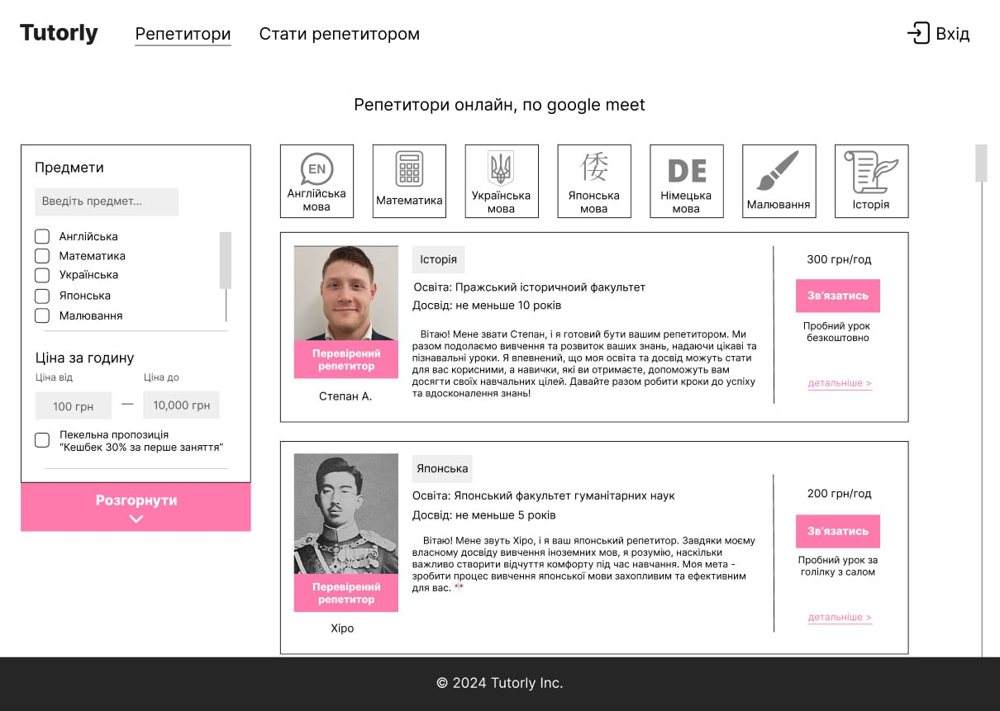 Tutorly
Репетитори
Стати репетитором
Вхід
Репетитори онлайн, по google meet
Предмети
Введіть предмет...
Англійська
Математика
Українська
Японська
Малювання
Ціна за годину
Ціна від
Ціна до
100 грн
—
10,000 грн
Пекельна пропозиція
“Кешбек 30% за перше заняття”
Розгорнути
EN
Англійська
мова
Математика
Українська
мова
倭
Японська
мова
DE
Німецька
мова
Малювання
Історія
Перевірений
репетитор
Степан А.
Історія
Освіта: Пражський історичноий факультет
Досвід: не меньше 10 років
Вітаю! Мене звати Степан, і я готовий бути вашим репетитором. Ми
разом подолаємо вивчення та розвиток ваших знань, надаючи цікаві та
пізнавальні уроки. Я впевнений, що моя освіта та досвід можуть стати
для вас корисними, а навички, які ви отримаєте, допоможуть вам
досягти своїх навчальних цілей. Давайте разом робити кроки до успіху
та вдосконалення знань!
300 грн/год
Зв’язатись
Пробний урок
безкоштовно
детальніше >
Перевірений
репетитор
Хіро
Японська
Освіта: Японський факультет гуманітарних наук
Досвід: не меньше 5 років
Вітаю! Мене звуть Хіро, і я ваш японський репетитор. Завдяки моєму
власному досвіду вивчення іноземних мов, я розумію, наскільки
важливо створити відчуття комфорту під час навчання. Моя мета -
зробити процес вивчення японської мови захопливим та ефективним
для вас. 🎌
200 грн/год
Зв’язатись
Пробний урок за
голілку з салом
детальніше >
© 2024 Tutorly Inc.